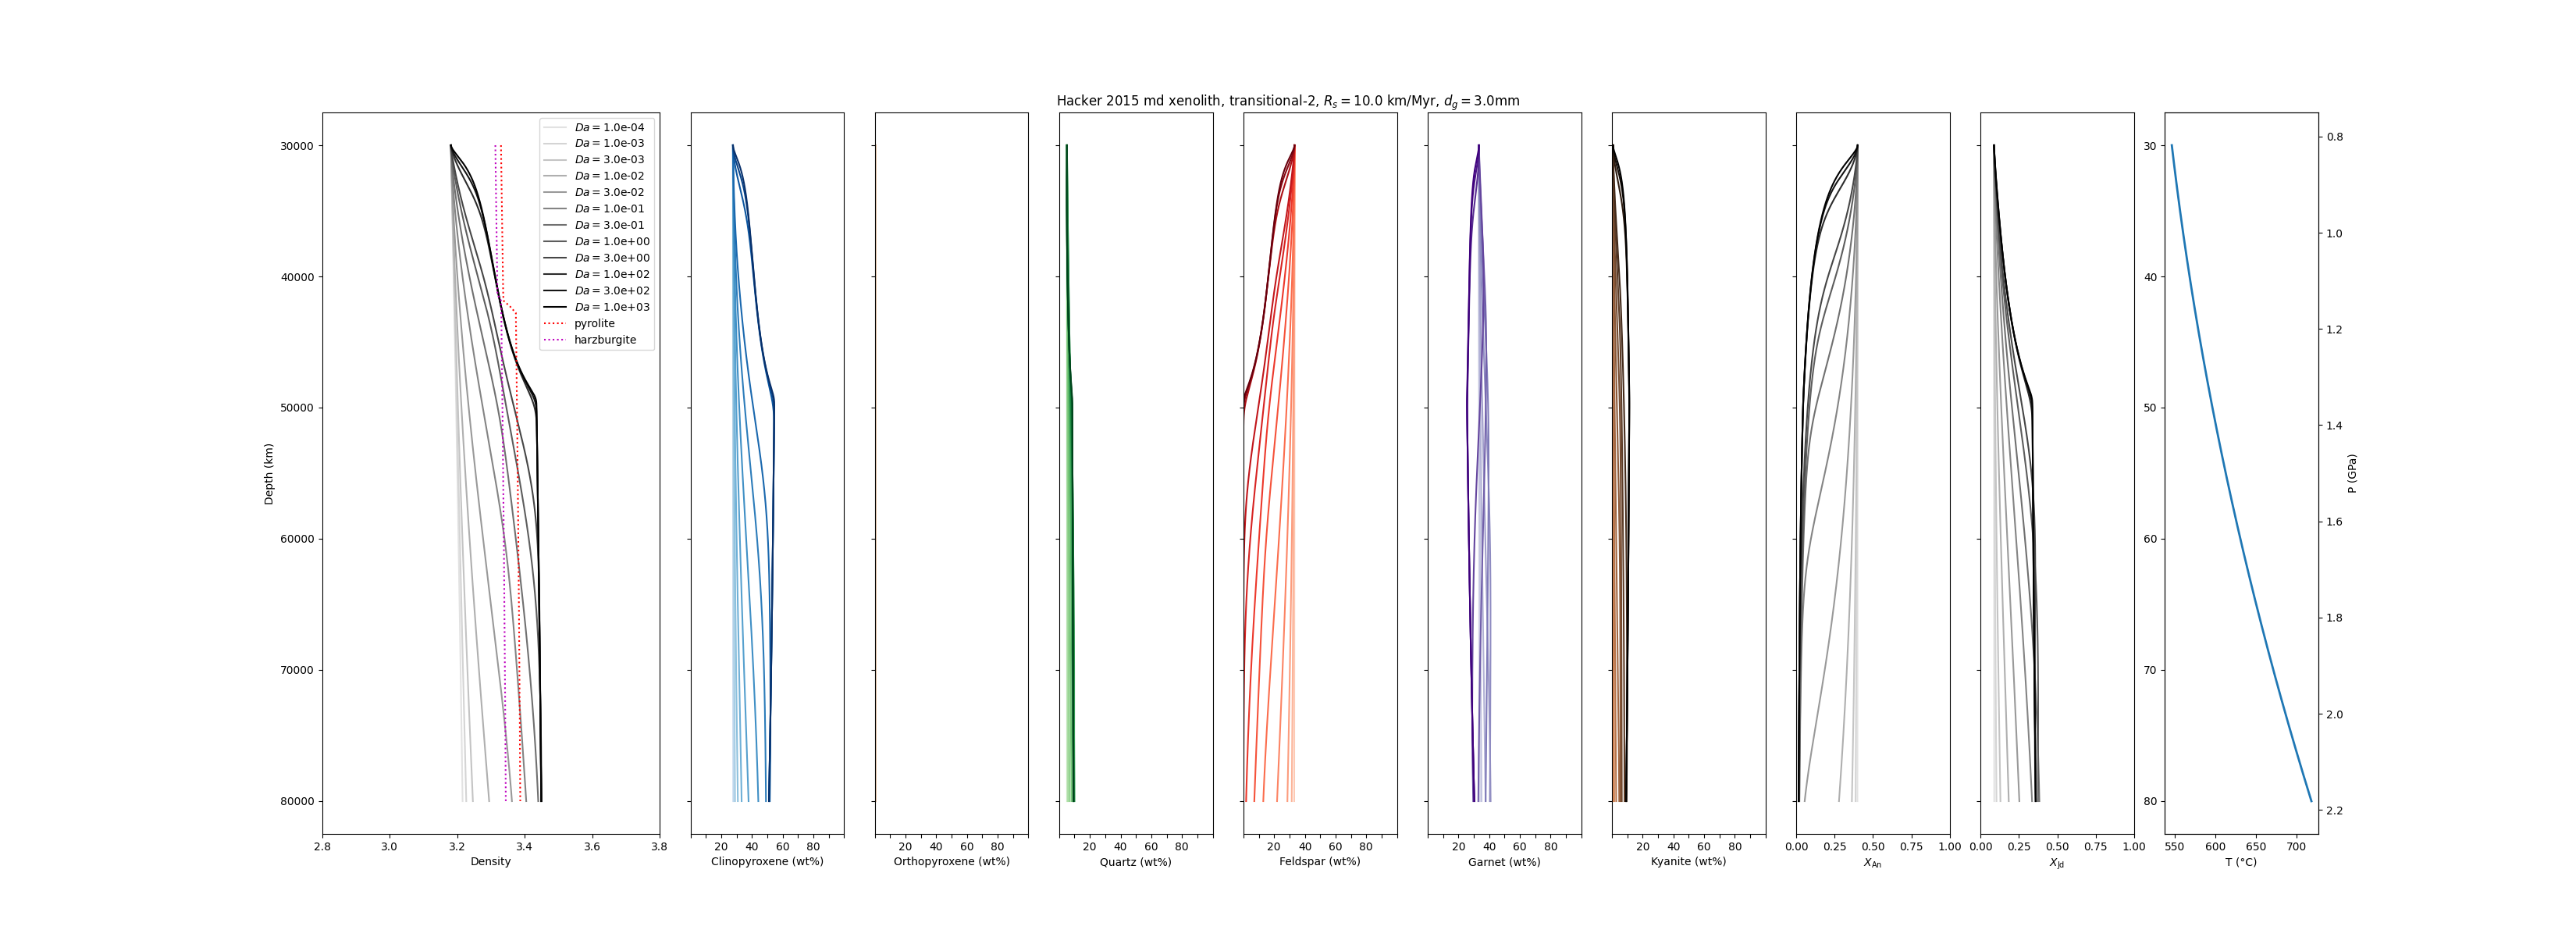 Hacker 2015 md xenolith, transitional-2, Rs = 10.0 km/Myr, dg = 3.0mm
Da = 1.0e-04
Da = 1.0e-03
Da = 3.0e-03
Da = 1.0e-02
Da = 3.0e-02
Da = 1.0e-01
Da = 3.0e-01
Da = 1.0e+00
Da = 3.0e+00
Da = 1.0e+02
Da = 3.0e+02
Da = 1.0e+03
pyrolite
harzburgite
Depth (km)
30000
40000
50000
60000
70000
80000
30
40
50
60
70
80
0.8
1.0
1.2
1.4
1.6
1.8
2.0
2.2
P (GPa)
2.8 3.0 3.2 3.4 3.6 3.8
20 40 60 80
20 40 60 80
20 40 60 80
20 40 60 80
20 40 60 80
20 40 60 80
0.00 0.25 0.50 0.75 1.00
0.00 0.25 0.50 0.75 1.00
550 600 650 700
Density
Clinopyroxene (wt%)
Orthopyroxene (wt%)
Quartz (wt%)
Feldspar (wt%)
Garnet (wt%)
Kyanite (wt%)
XAn
XJd
T (°C)